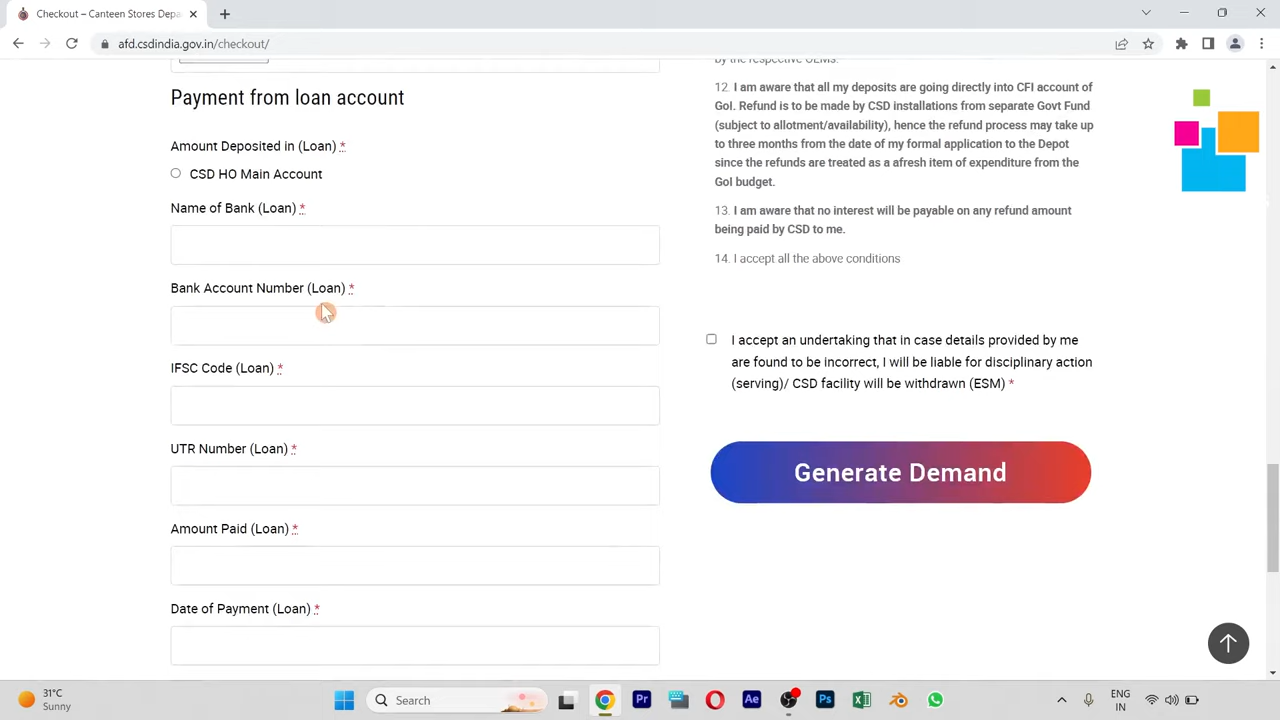 Checkout – Canteen Stores Depa
afd.csdindia.gov.in/checkout/
by the respective OEMs.
Payment from loan account
Amount Deposited in (Loan) *
CSD HO Main Account
Name of Bank (Loan) *
Bank Account Number (Loan) *
IFSC Code (Loan) *
UTR Number (Loan) *
Amount Paid (Loan) *
Date of Payment (Loan) *
12. I am aware that all my deposits are going directly into CFI account of
GoI. Refund is to be made by CSD installations from separate Govt Fund
(subject to allotment/availability), hence the refund process may take up
to three months from the date of my formal application to the Depot
since the refunds are treated as a afresh item of expenditure from the
GoI budget.
13. I am aware that no interest will be payable on any refund amount
being paid by CSD to me.
14. I accept all the above conditions
I accept an undertaking that in case details provided by me
are found to be incorrect, I will be liable for disciplinary action
(serving)/ CSD facility will be withdrawn (ESM) *
Generate Demand
31°C
Sunny
Search
Pr
Ae
Ps
ENG
IN